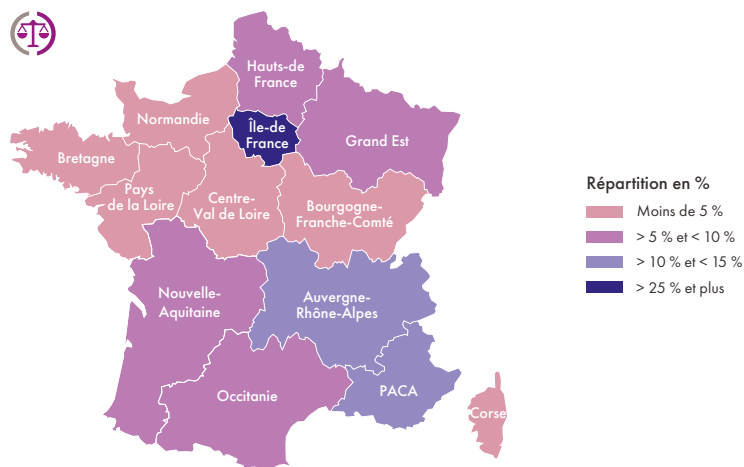 Hauts-de
France
Normandie
Île-de
France
Grand Est
Bretagne
Pays
de la Loire
Centre-
Val de Loire
Bourgogne-
Franche-Comté
Nouvelle-
Aquitaine
Auvergne-
Rhône-Alpes
Occitanie
PACA
Corse
Répartition en %
Moins de 5 %
> 5 % et < 10 %
> 10 % et < 15 %
> 25 % et plus